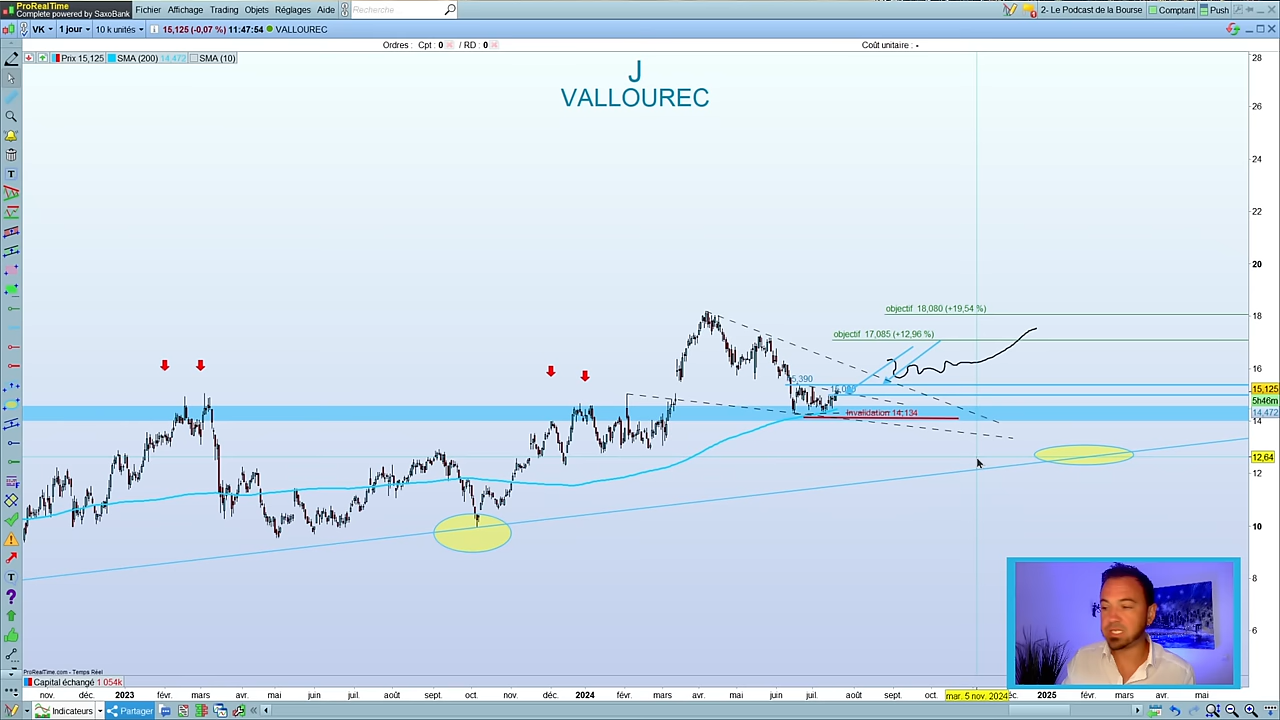 ProRealTime
Complete powered by SaxoBank
Fichier Affichage Trading Objets Réglages Aide Recherche
2- Le Podcast de la Bourse Comptant Push
VK 1 jour 10 k unités 15,125 (-0,07 %) 11:47:54 VALLOUREC
Ordres : Cpt : 0 / RD : 0 Coût unitaire : -
Prix 15,125 SMA (200) 14.472 SMA (10)
J
VALLOUREC
28
26
24
22
20
18
16
15,125
5h46m
14,472
14
12,64
12
10
8
6
objectif 18,080 (+19,54 %)
objectif 17,085 (+12,96 %)
15,390
invalidation 14,134
ProRealTime.com - Temps Réel
Capital échangé 1 054k
nov. déc. 2023 févr. mars avr. mai juin juil. août sept. oct. nov. déc. 2024 févr. mars avr. mai juin juil. août sept. oct. mar. 5 nov. 2024 2025 févr. mars avr. mai
Indicateurs Partager